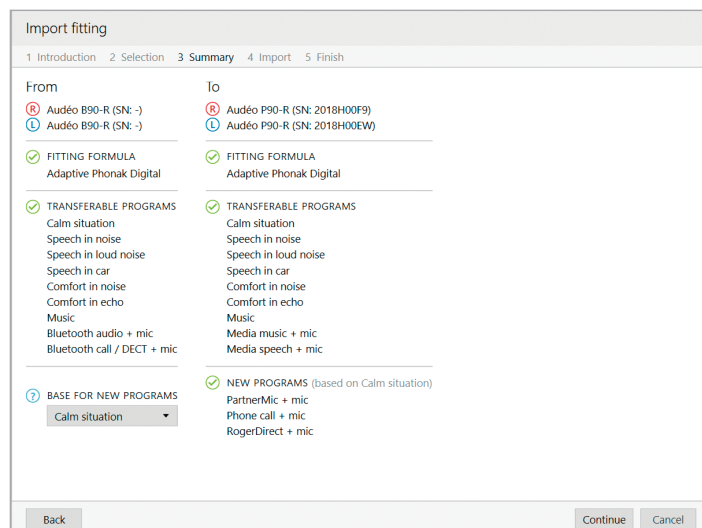 Import fitting
1 Introduction 2 Selection 3 Summary 4 Import 5 Finish
From
R Audéo B90-R (SN: -)
L Audéo B90-R (SN: -)
FITTING FORMULA
Adaptive Phonak Digital
TRANSFERABLE PROGRAMS
Calm situation
Speech in noise
Speech in loud noise
Speech in car
Comfort in noise
Comfort in echo
Music
Bluetooth audio + mic
Bluetooth call / DECT + mic
? BASE FOR NEW PROGRAMS
Calm situation
To
R Audéo P90-R (SN: 2018H00F9)
L Audéo P90-R (SN: 2018H00EW)
FITTING FORMULA
Adaptive Phonak Digital
TRANSFERABLE PROGRAMS
Calm situation
Speech in noise
Speech in loud noise
Speech in car
Comfort in noise
Comfort in echo
Music
Media music + mic
Media speech + mic
NEW PROGRAMS (based on Calm situation)
PartnerMic + mic
Phone call + mic
RogerDirect + mic
Back Continue Cancel